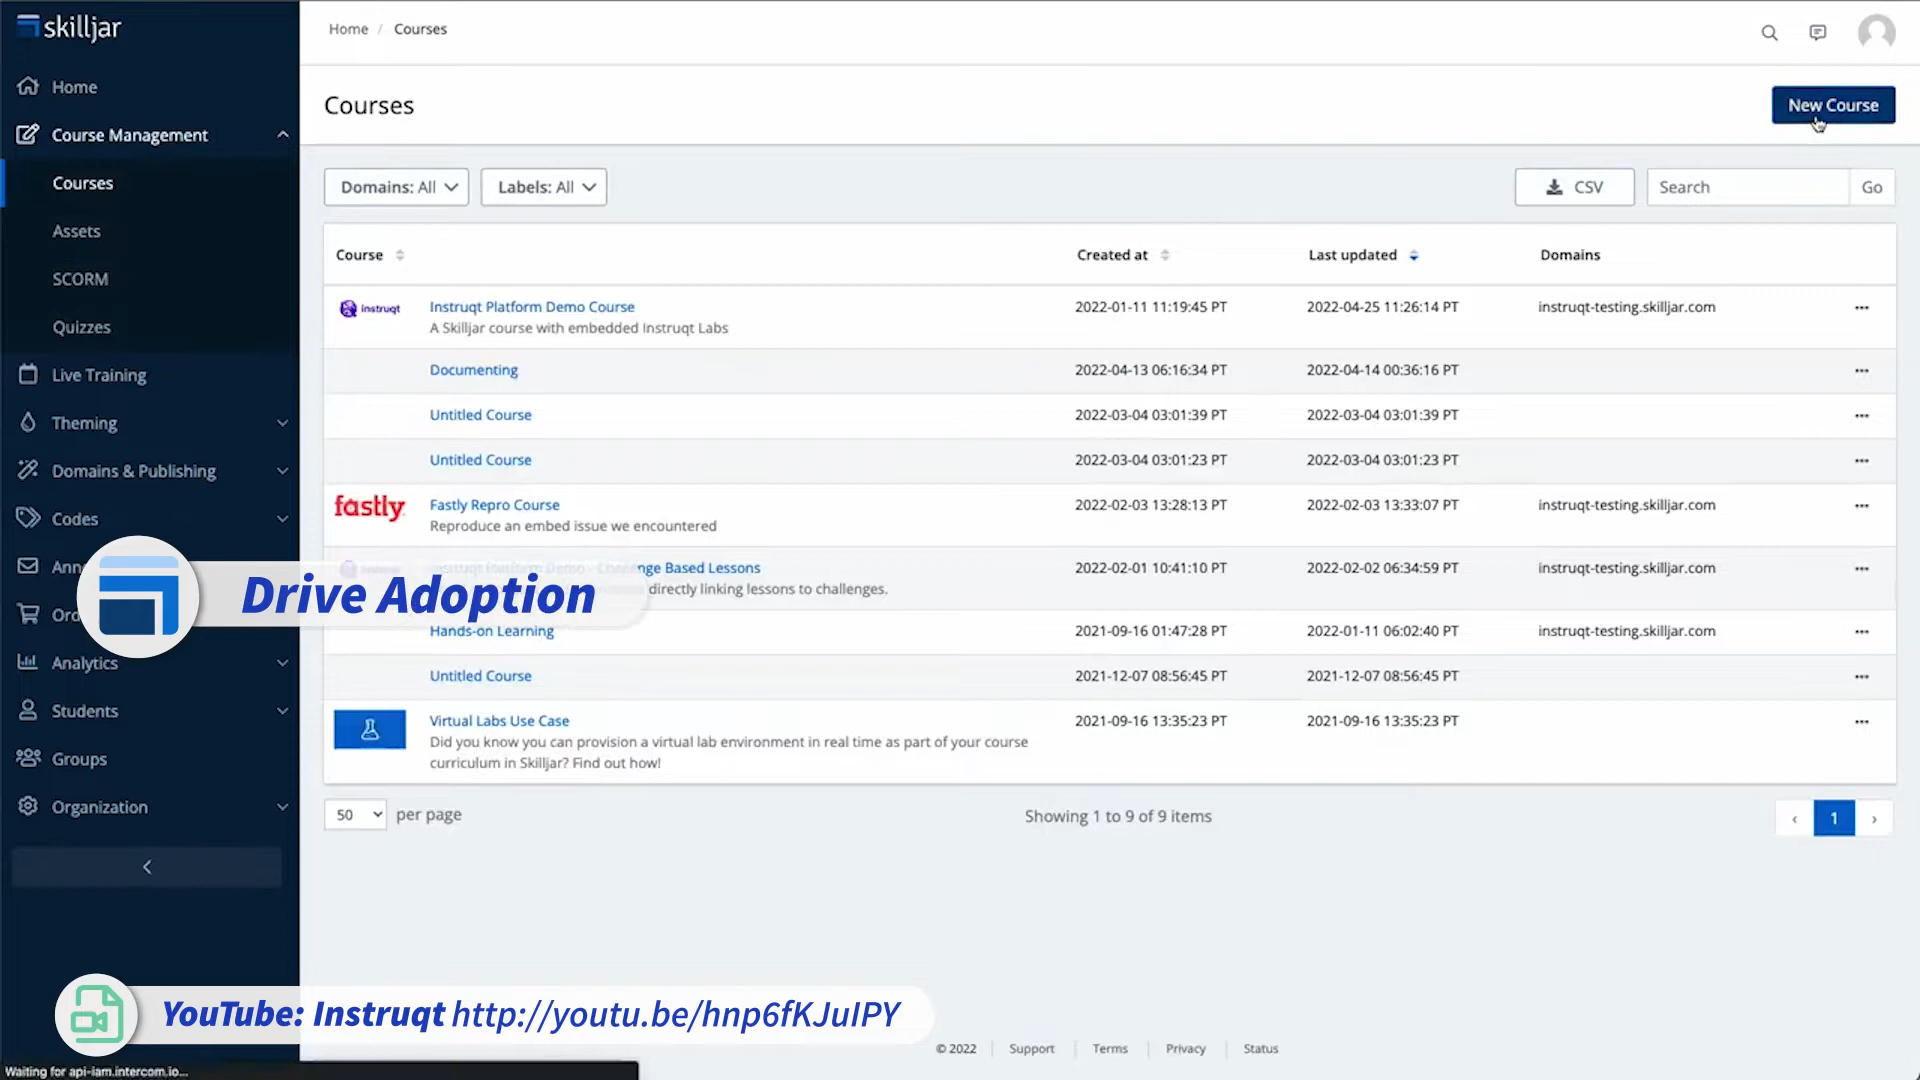 skilljar
Home / Courses
Home
Course Management
Courses
Assets
SCORM
Quizzes
Live Training
Theming
Domains & Publishing
Codes
Analytics
Students
Groups
Organization
Courses
New Course
Domains: All
Labels: All
CSV
Search
Go
Course
Created at
Last updated
Domains
instruqt
Instruqt Platform Demo Course
2022-01-11 11:19:45 PT
2022-04-25 11:26:14 PT
instruqt-testing.skilljar.com
A Skilljar course with embedded Instruqt Labs
Documenting
2022-04-13 06:16:34 PT
2022-04-14 00:36:16 PT
Untitled Course
2022-03-04 03:01:39 PT
2022-03-04 03:01:39 PT
Untitled Course
2022-03-04 03:01:23 PT
2022-03-04 03:01:23 PT
fastly
Fastly Repro Course
2022-02-03 13:28:13 PT
2022-02-03 13:33:07 PT
instruqt-testing.skilljar.com
Reproduce an embed issue we encountered
Based Lessons
2022-02-01 10:41:10 PT
2022-02-02 06:34:59 PT
instruqt-testing.skilljar.com
directly linking lessons to challenges.
Drive Adoption
Hands-on Learning
2021-09-16 01:47:28 PT
2022-01-11 06:02:40 PT
instruqt-testing.skilljar.com
Untitled Course
2021-12-07 08:56:45 PT
2021-12-07 08:56:45 PT
Virtual Labs Use Case
2021-09-16 13:35:23 PT
2021-09-16 13:35:23 PT
Did you know you can provision a virtual lab environment in real time as part of your course
curriculum in Skilljar? Find out how!
50
per page
Showing 1 to 9 of 9 items
‹ 1 ›
YouTube: Instruqt http://youtu.be/hnp6fKJuIPY
© 2022
Support
Terms
Privacy
Status
Waiting for api-iam.intercom.io...